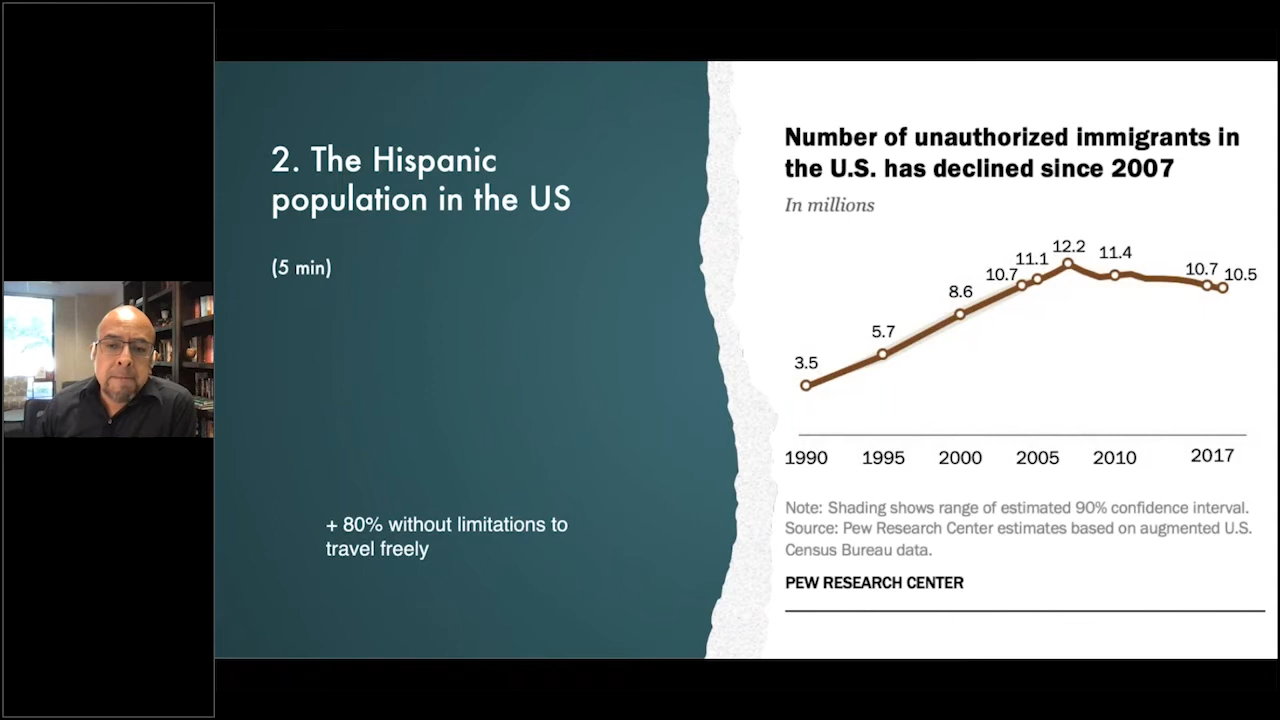 2. The Hispanic
population in the US
(5 min)
+ 80% without limitations to
travel freely
Number of unauthorized immigrants in
the U.S. has declined since 2007
In millions
3.5
5.7
8.6
10.7
11.1
12.2
11.4
10.7
10.5
1990
1995
2000
2005
2010
2017
Note: Shading shows range of estimated 90% confidence interval.
Source: Pew Research Center estimates based on augmented U.S.
Census Bureau data.
PEW RESEARCH CENTER